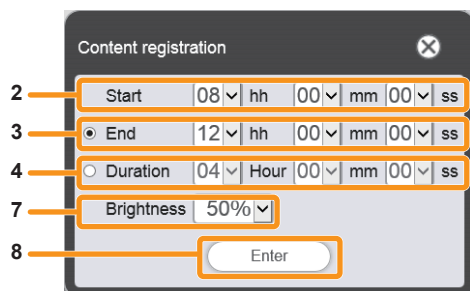 Content registration
2 Start 08 hh 00 mm 00 ss
3 End 12 hh 00 mm 00 ss
4 Duration 04 Hour 00 mm 00 ss
7 Brightness 50%
8 Enter